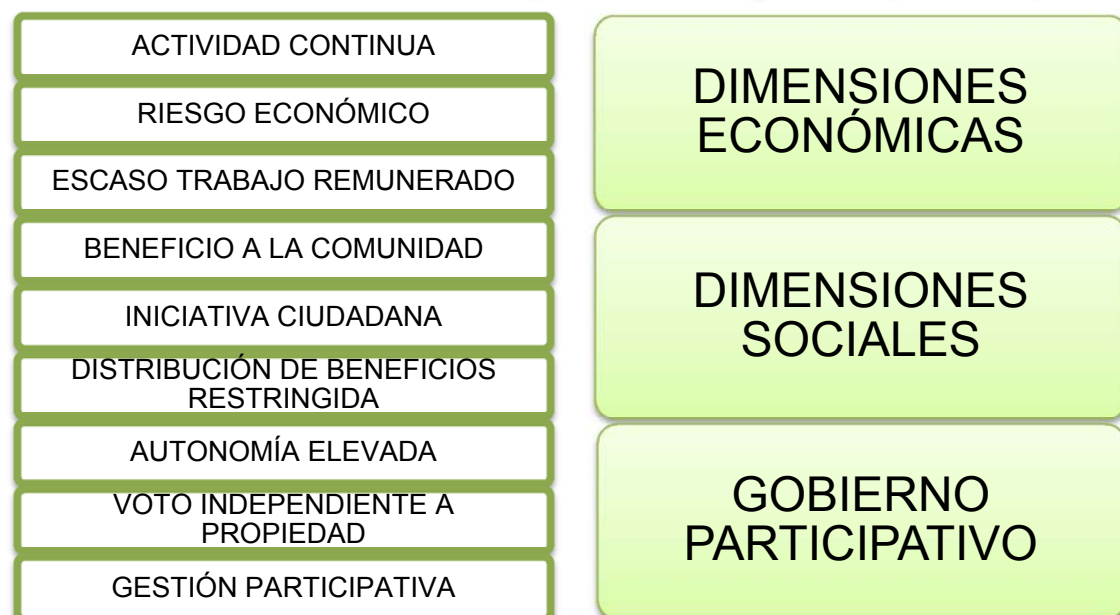 ACTIVIDAD CONTINUA
RIESGO ECONÓMICO
ESCASO TRABAJO REMUNERADO
BENEFICIO A LA COMUNIDAD
INICIATIVA CIUDADANA
DISTRIBUCIÓN DE BENEFICIOS
RESTRINGIDA
AUTONOMÍA ELEVADA
VOTO INDEPENDIENTE A
PROPIEDAD
GESTIÓN PARTICIPATIVA
DIMENSIONES
ECONÓMICAS
DIMENSIONES
SOCIALES
GOBIERNO
PARTICIPATIVO